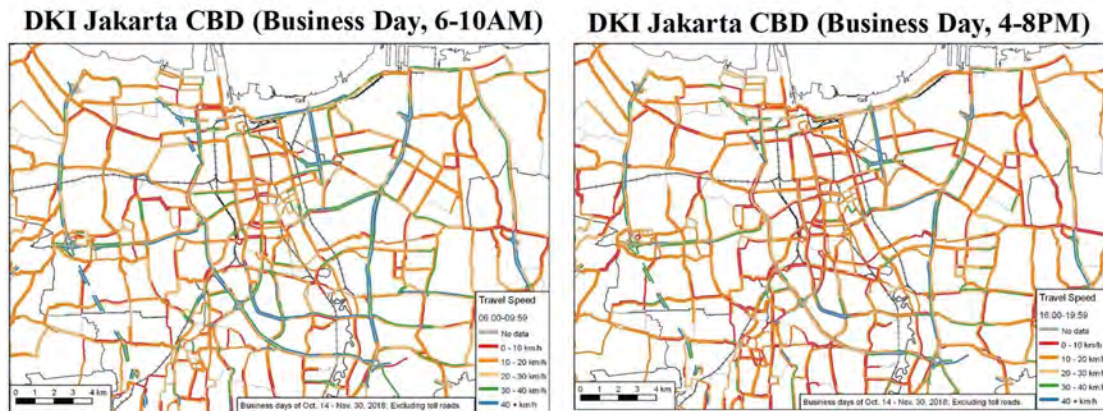 DKI Jakarta CBD (Business Day, 6-10AM)
Travel Speed
06:00-09:59
No data
0 - 10 km/h
10 - 20 km/h
20 - 30 km/h
30 - 40 km/h
40 + km/h
0 1 2 3 4 km
Business days of Oct. 14 - Nov. 30, 2018; Excluding toll roads
DKI Jakarta CBD (Business Day, 4-8PM)
Travel Speed
16:00-19:59
No data
0 - 10 km/h
10 - 20 km/h
20 - 30 km/h
30 - 40 km/h
40 + km/h
0 1 2 3 4 km
Business days of Oct. 14 - Nov. 30, 2018; Excluding toll roads